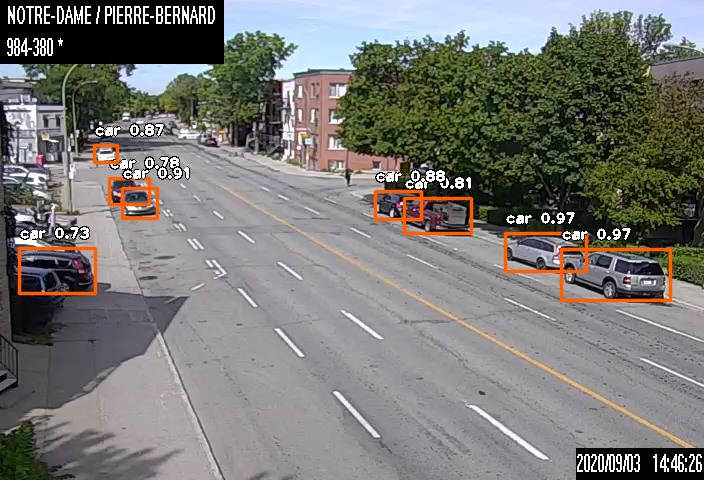 NOTRE-DAME / PIERRE-BERNARD
984-380 *
car 0.87
car 0.78
car 0.91
car 0.88
car 0.81
car 0.73
car 0.97
car 0.97
2020/09/03 14:46:26